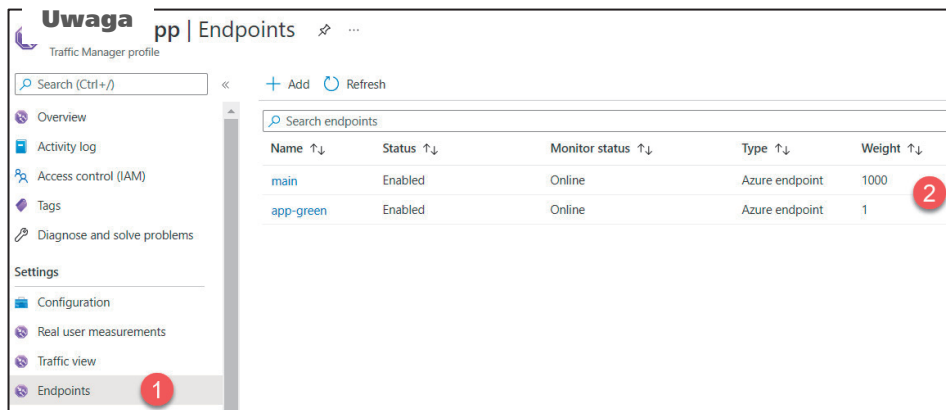 Uwaga
pp | Endpoints ...
Traffic Manager profile
Search (Ctrl+/) «
+ Add Refresh
Overview
Activity log
Access control (IAM)
Tags
Diagnose and solve problems
Settings
Configuration
Real user measurements
Traffic view
Endpoints 1
Search endpoints
Name ↑↓ Status ↑↓ Monitor status ↑↓ Type ↑↓ Weight ↑↓
main Enabled Online Azure endpoint 1000
app-green Enabled Online Azure endpoint 1
2